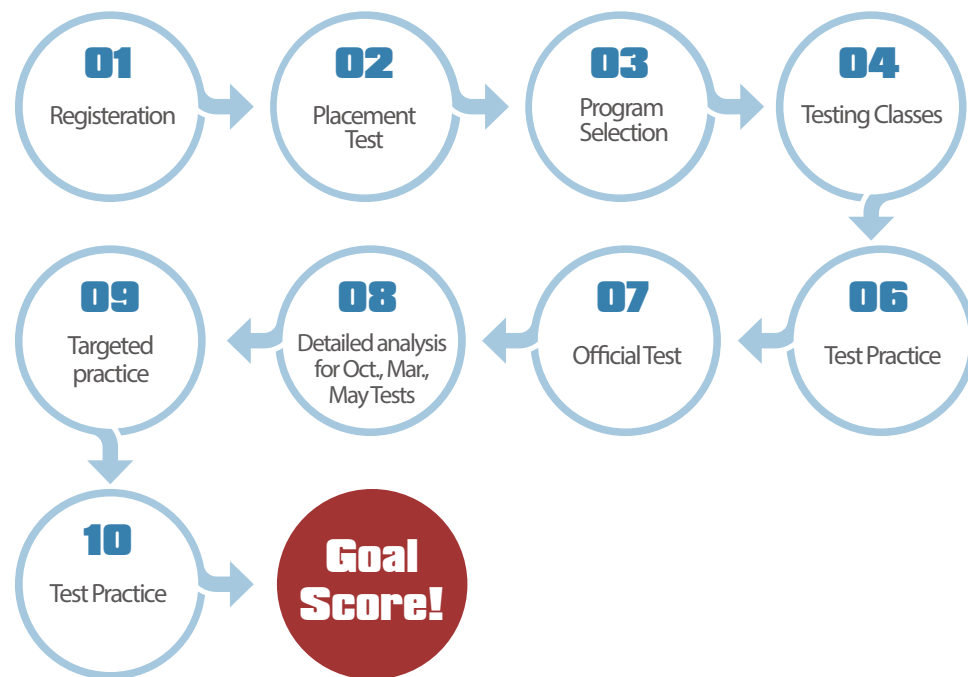 01
Registeration
02
Placement
Test
03
Program
Selection
04
Testing Classes
06
Test Practice
07
Official Test
08
Detailed analysis
for Oct., Mar.,
May Tests
09
Targeted
practice
10
Test Practice
Goal
Score!